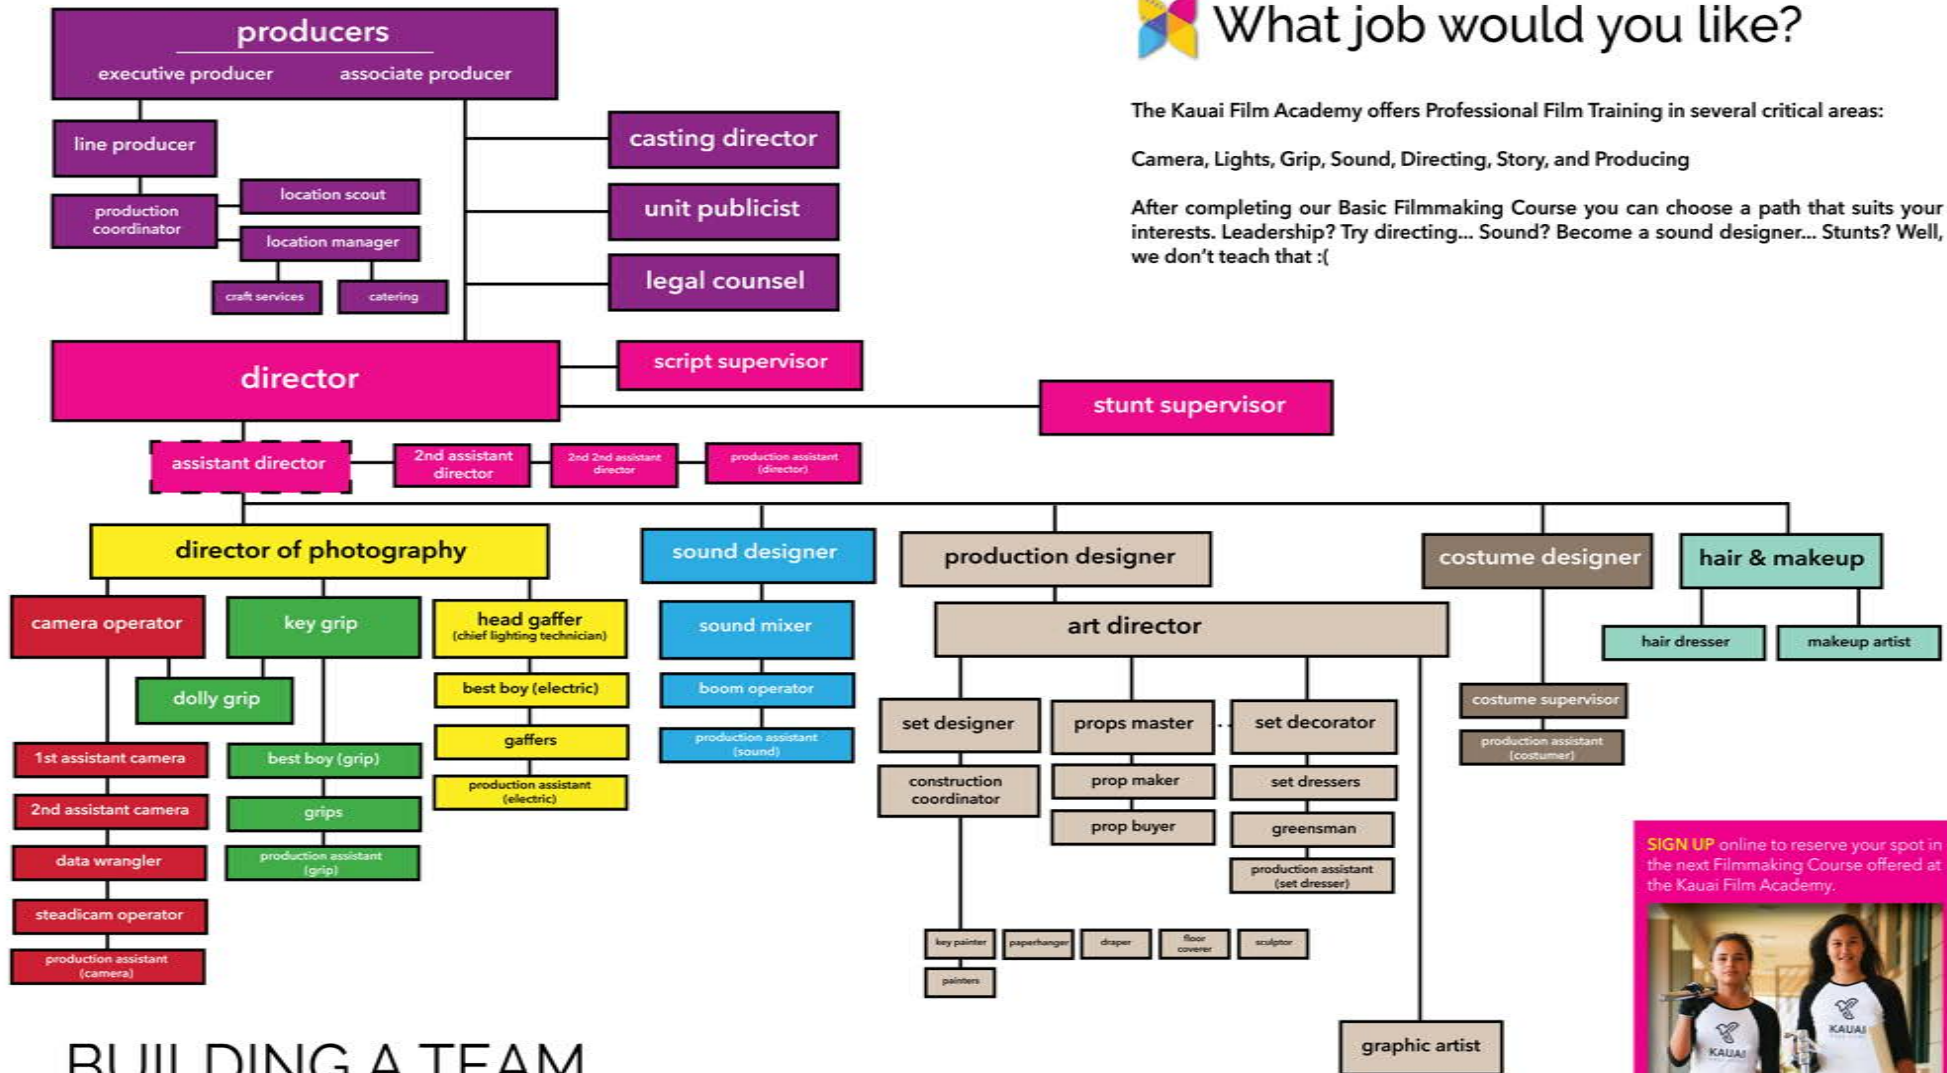 What job would you like?
The Kauai Film Academy offers Professional Film Training in several critical areas:
Camera, Lights, Grip, Sound, Directing, Story, and Producing
After completing our Basic Filmmaking Course you can choose a path that suits your
interests. Leadership? Try directing... Sound? Become a sound designer... Stunts? Well,
we don't teach that :(
producers
executive producer
associate producer
line producer
production
coordinator
location scout
location manager
craft services
catering
casting director
unit publicist
legal counsel
director
script supervisor
stunt supervisor
assistant director
2nd assistant
director
2nd 2nd assistant
director
production assistant
(director)
director of photography
sound designer
production designer
costume designer
hair & makeup
camera operator
key grip
head gaffer
(chief lighting technician)
sound mixer
art director
hair dresser
makeup artist
dolly grip
best boy (electric)
boom operator
set designer
props master
set decorator
costume supervisor
1st assistant camera
best boy (grip)
gaffers
production assistant
(sound)
production assistant
(costumer)
2nd assistant camera
grips
production assistant
(electric)
construction
coordinator
prop maker
set dressers
data wrangler
production assistant
(grip)
prop buyer
greensman
production assistant
(set dresser)
steadicam operator
production assistant
(camera)
key painter
paperhanger
draper
floor
coverer
sculptor
painters
graphic artist
SIGN UP online to reserve your spot in
the next Filmmaking Course offered at
the Kauai Film Academy.
KAUAI
KAUAI
BUILDING A TEAM